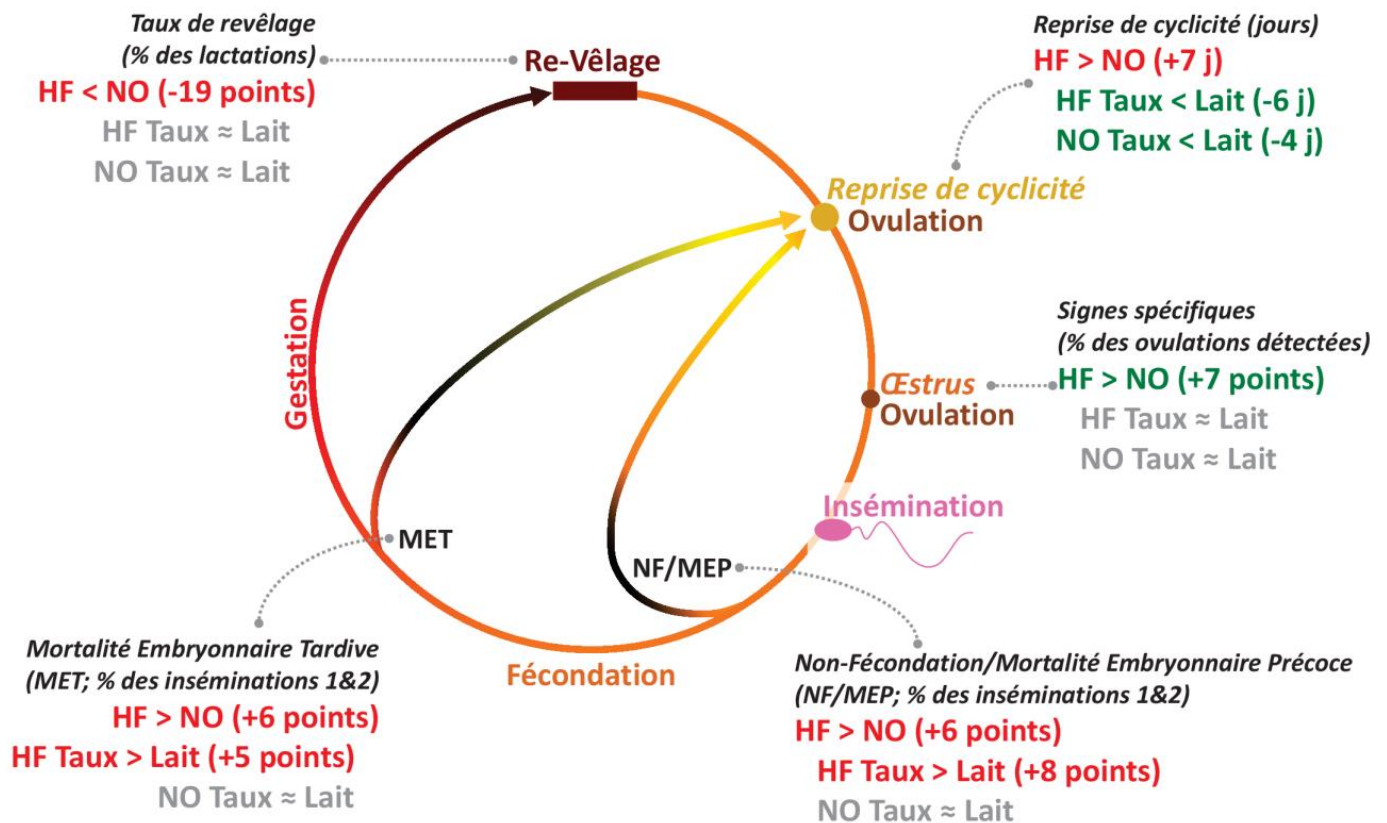 Taux de revêlage
(% des lactations)
HF < NO (-19 points)
HF Taux ≈ Lait
NO Taux ≈ Lait
Re-Vêlage
Reprise de cyclicité (jours)
HF > NO (+7 j)
HF Taux < Lait (-6 j)
NO Taux < Lait (-4 j)
Reprise de cyclicité
Ovulation
Signes spécifiques
(% des ovulations détectées)
HF > NO (+7 points)
HF Taux ≈ Lait
NO Taux ≈ Lait
Œstrus
Ovulation
Gestation
Insémination
MET
NF/MEP
Fécondation
Mortalité Embryonnaire Tardive
(MET; % des inséminations 1&2)
HF > NO (+6 points)
HF Taux > Lait (+5 points)
NO Taux ≈ Lait
Non-Fécondation/Mortalité Embryonnaire Précoce
(NF/MEP; % des inséminations 1&2)
HF > NO (+6 points)
HF Taux > Lait (+8 points)
NO Taux ≈ Lait